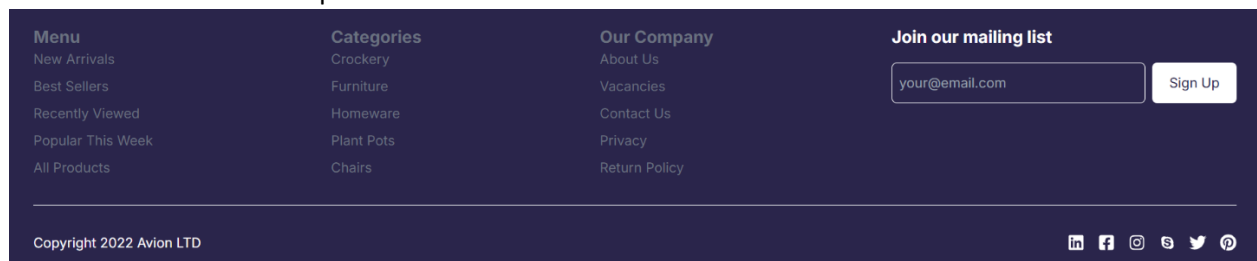 Menu
New Arrivals
Best Sellers
Recently Viewed
Popular This Week
All Products
Categories
Crockery
Furniture
Homeware
Plant Pots
Chairs
Our Company
About Us
Vacancies
Contact Us
Privacy
Return Policy
Join our mailing list
your@email.com
Sign Up
Copyright 2022 Avion LTD